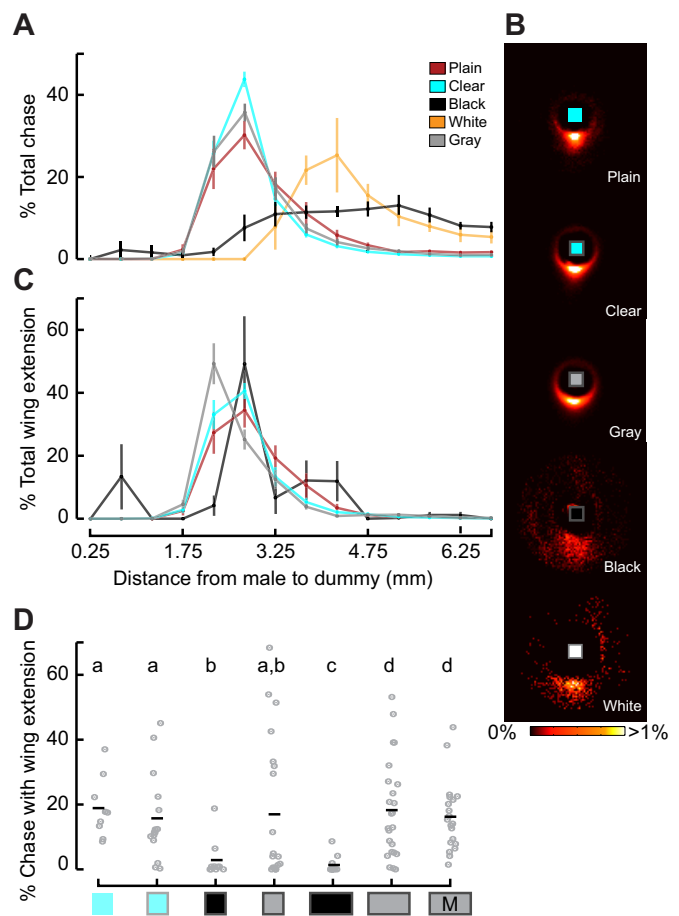 A
B
% Total chase
40
20
0
Plain
Clear
Black
White
Gray
Plain
Clear
Gray
Black
White
0%
>1%
C
% Total wing extension
60
40
20
0
0.25 1.75 3.25 4.75 6.25
Distance from male to dummy (mm)
D
% Chase with wing extension
60
40
20
0
a a b a,b c d d
M